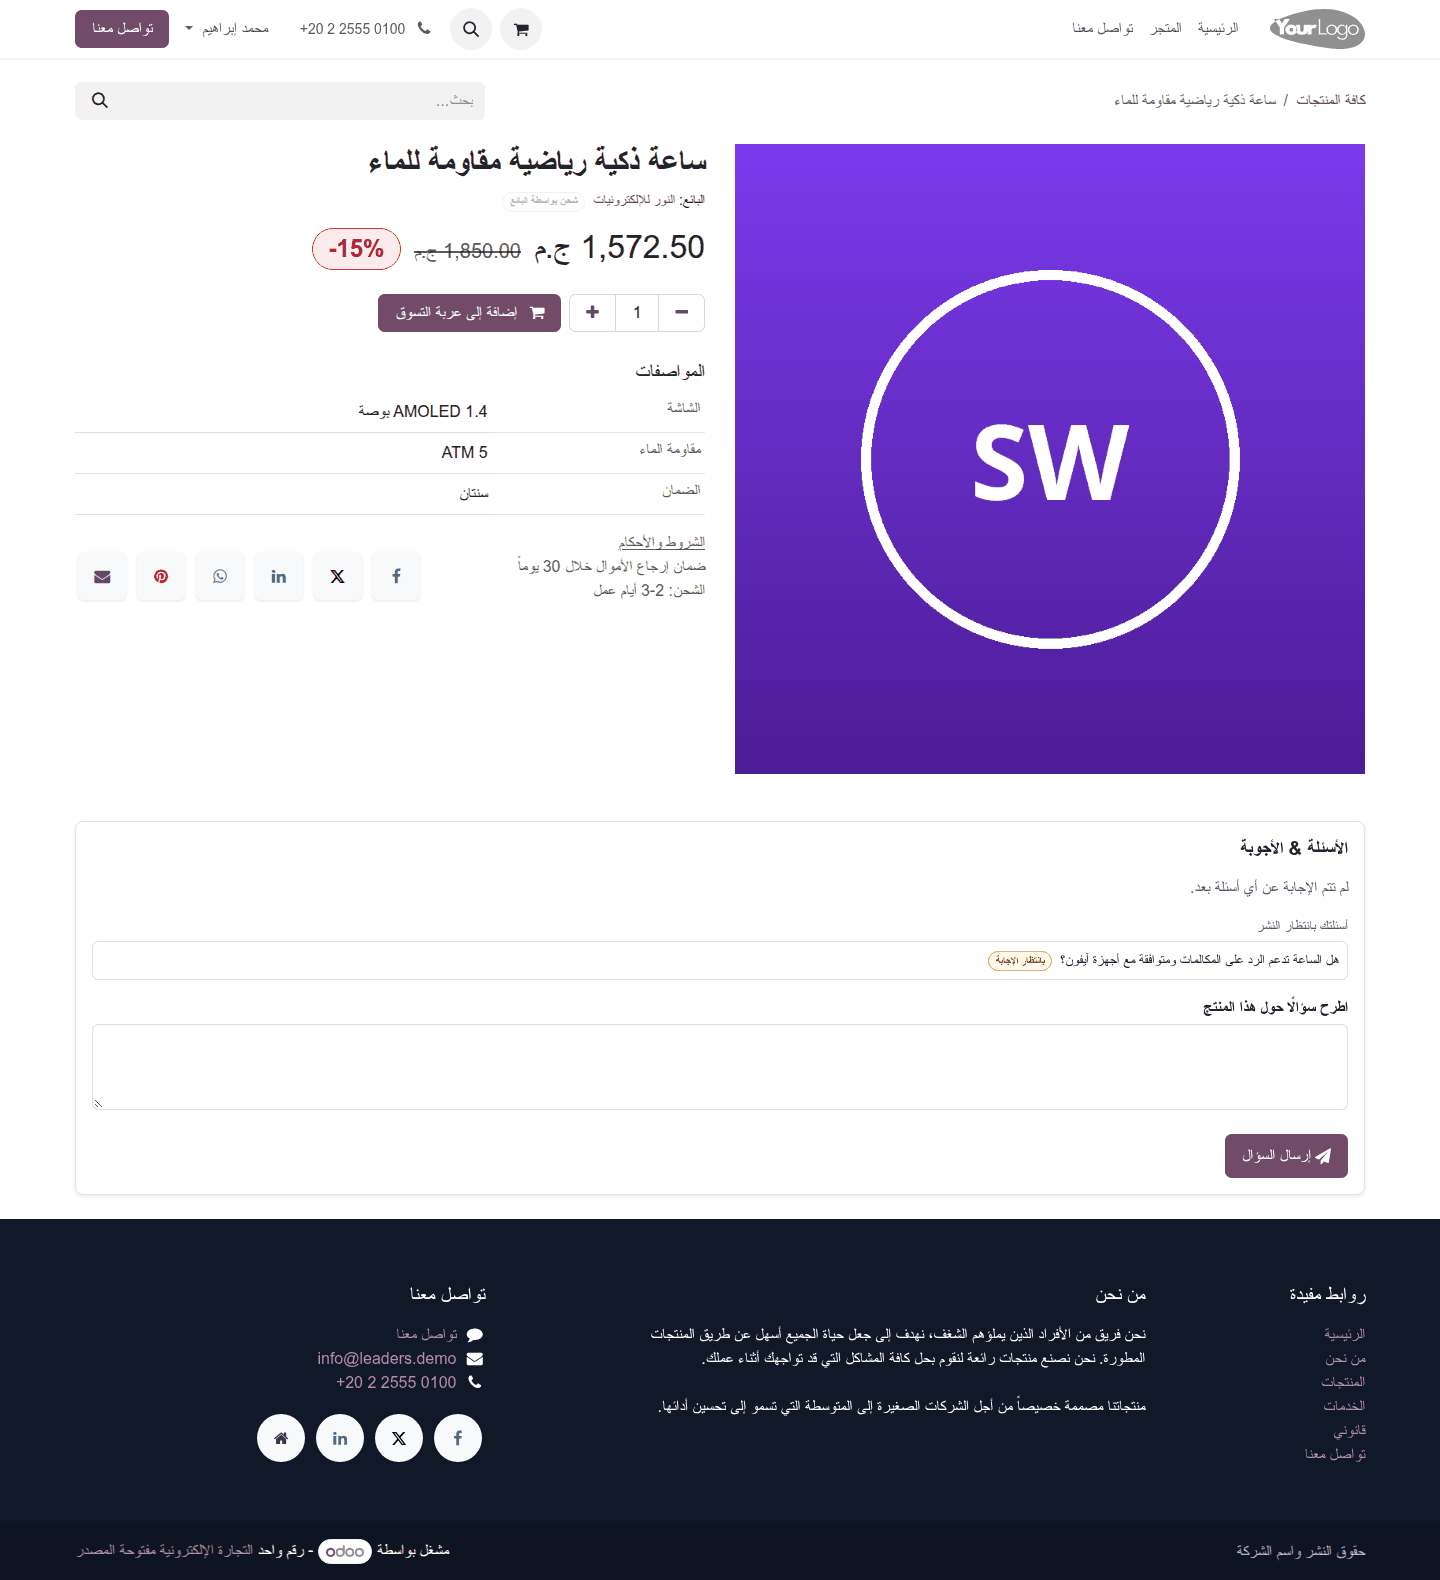 YourLogo
الرئيسية
المتجر
تواصل معنا
+20 2 2555 0100
محمد إبراهيم
تواصل معنا
كافة المنتجات / ساعة ذكية رياضية مقاومة للماء
بحث...
SW
ساعة ذكية رياضية مقاومة للماء
البائع: النور للإلكترونيات شحن بواسطة البائع
1,572.50 ج.م 1,850.00 ج.م -15%
1
إضافة إلى عربة التسوق
المواصفات
الشاشة AMOLED 1.4 بوصة
مقاومة الماء 5 ATM
الضمان سنتان
الشروط والأحكام
ضمان إرجاع الأموال خلال 30 يوماً
الشحن: 2-3 أيام عمل
الأسئلة & الأجوبة
لم تتم الإجابة عن أي أسئلة بعد.
أسئلتك بانتظار النشر
هل الساعة تدعم الرد على المكالمات ومتوافقة مع أجهزة آيفون؟ بانتظار الإجابة
اطرح سؤالًا حول هذا المنتج
إرسال السؤال
روابط مفيدة
الرئيسية
من نحن
المنتجات
الخدمات
قانوني
تواصل معنا
من نحن
نحن فريق من الأفراد الذين يملؤهم الشغف، نهدف إلى جعل حياة الجميع أسهل عن طريق المنتجات
المطورة. نحن نصنع منتجات رائعة لنقوم بحل كافة المشاكل التي قد تواجهك أثناء عملك.
منتجاتنا مصممة خصيصاً من أجل الشركات الصغيرة إلى المتوسطة التي تسمو إلى تحسين أدائها.
تواصل معنا
تواصل معنا
info@leaders.demo
+20 2 2555 0100
حقوق النشر واسم الشركة
مشغل بواسطة odoo - رقم واحد التجارة الإلكترونية مفتوحة المصدر